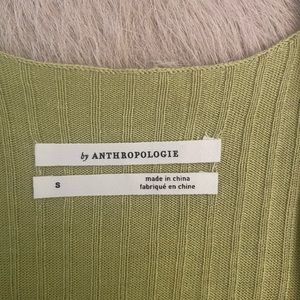 by ANTHROPOLOGIE
S
made in china
fabriqué en chine